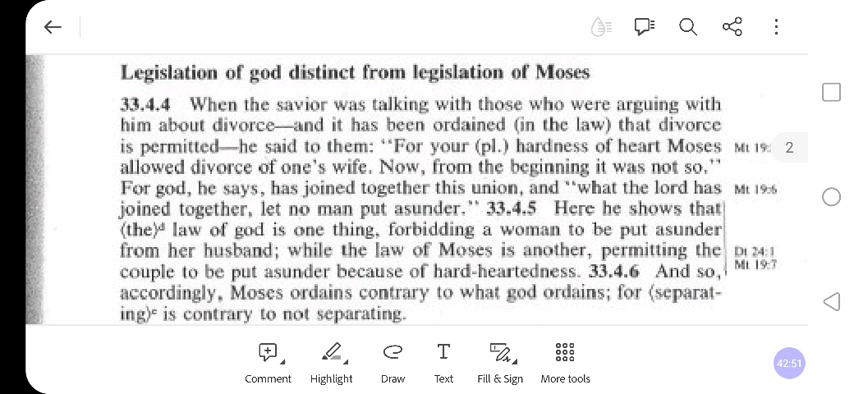 Legislation of god distinct from legislation of Moses
33.4.4 When the savior was talking with those who were arguing with
him about divorce—and it has been ordained (in the law) that divorce
is permitted—he said to them: “For your (pl.) hardness of heart Moses Mt 19: 2
allowed divorce of one’s wife. Now, from the beginning it was not so.”
For god, he says, has joined together this union, and “what the lord has Mt 19:6
joined together, let no man put asunder.” 33.4.5 Here he shows that
⟨the⟩ᵈ law of god is one thing, forbidding a woman to be put asunder
from her husband; while the law of Moses is another, permitting the Dt 24:1
couple to be put asunder because of hard-heartedness. 33.4.6 And so, Mt 19:7
accordingly, Moses ordains contrary to what god ordains; for ⟨separat-
ing⟩ᵉ is contrary to not separating.
Comment Highlight Draw Text Fill & Sign More tools
42:51